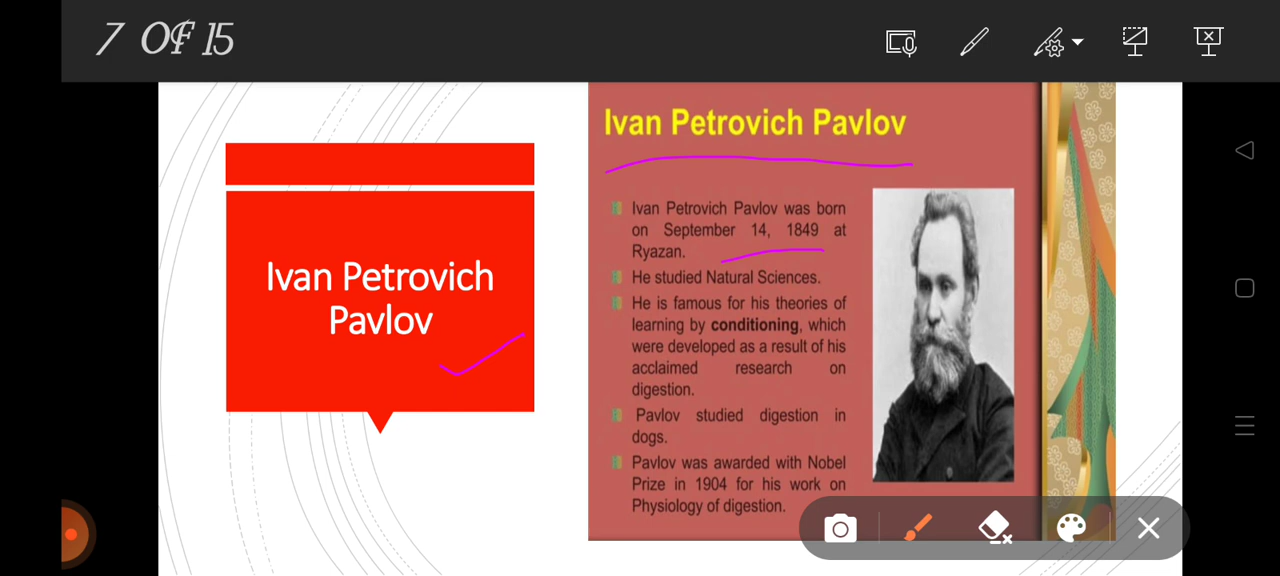 7 OF 15
Ivan Petrovich
Pavlov
Ivan Petrovich Pavlov
Ivan Petrovich Pavlov was born
on September 14, 1849 at
Ryazan.
He studied Natural Sciences.
He is famous for his theories of
learning by conditioning, which
were developed as a result of his
acclaimed research on
digestion.
Pavlov studied digestion in
dogs.
Pavlov was awarded with Nobel
Prize in 1904 for his work on
Physiology of digestion.